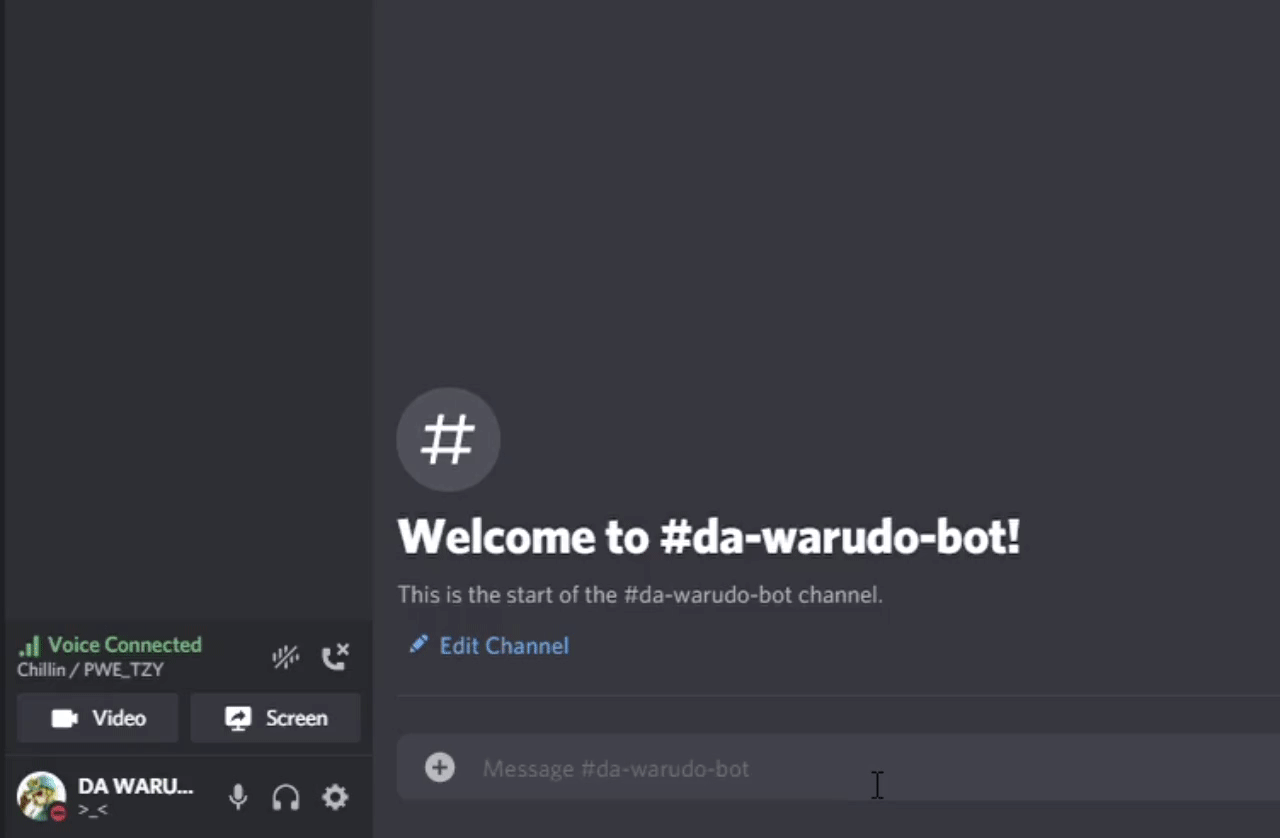 #
Welcome to #da-warudo-bot!
This is the start of the #da-warudo-bot channel.
Edit Channel
Voice Connected
Chillin / PWE_TZY
Video Screen
Message #da-warudo-bot
DA WARU...
>_<